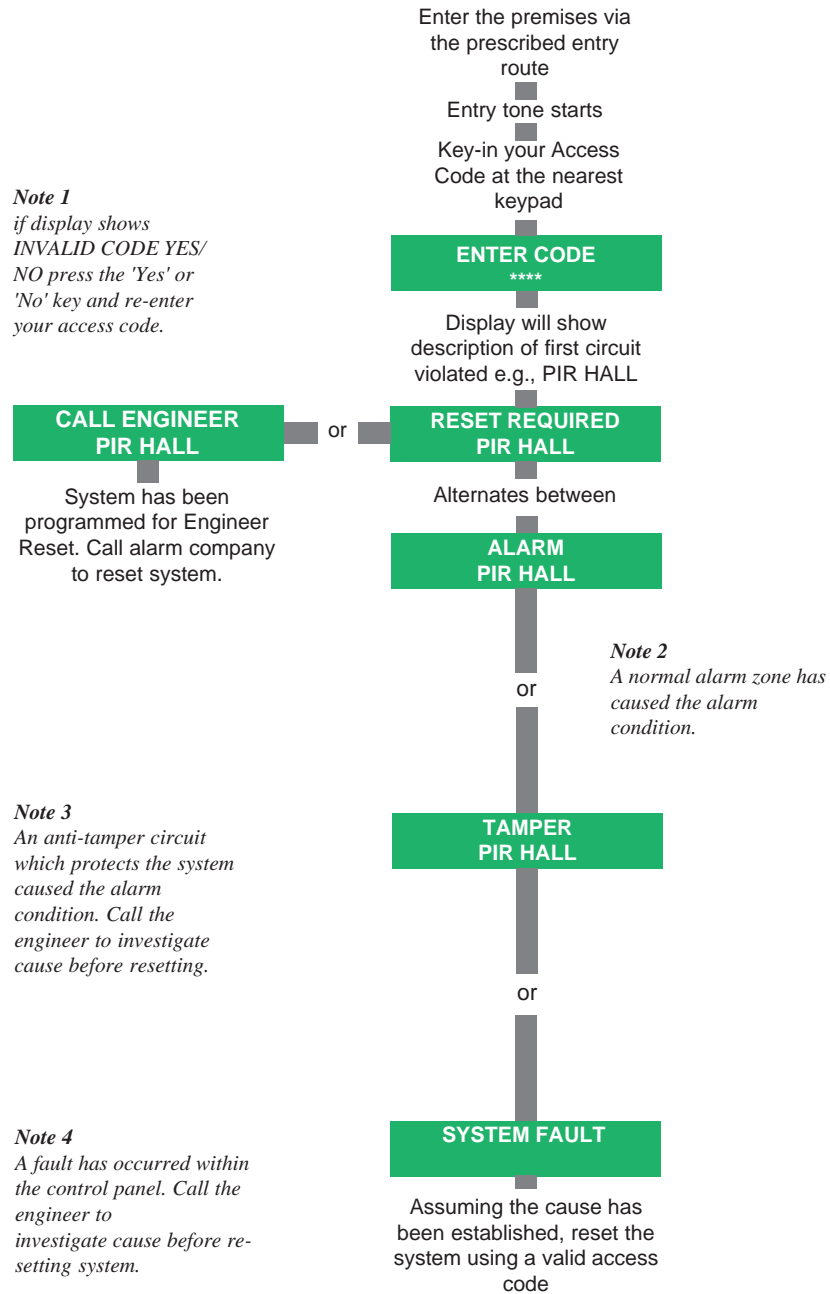 Enter the premises via
the prescribed entry
route
Entry tone starts
Key-in your Access
Code at the nearest
keypad
Note 1
if display shows
INVALID CODE YES/
NO press the 'Yes' or
'No' key and re-enter
your access code.
ENTER CODE
****
Display will show
description of first circuit
violated e.g., PIR HALL
CALL ENGINEER
PIR HALL
or
RESET REQUIRED
PIR HALL
System has been
programmed for Engineer
Reset. Call alarm company
to reset system.
Alternates between
ALARM
PIR HALL
Note 2
A normal alarm zone has
caused the alarm
condition.
or
Note 3
An anti-tamper circuit
which protects the system
caused the alarm
condition. Call the
engineer to investigate
cause before resetting.
TAMPER
PIR HALL
or
Note 4
A fault has occurred within
the control panel. Call the
engineer to
investigate cause before re-
setting system.
SYSTEM FAULT
Assuming the cause has
been established, reset the
system using a valid access
code